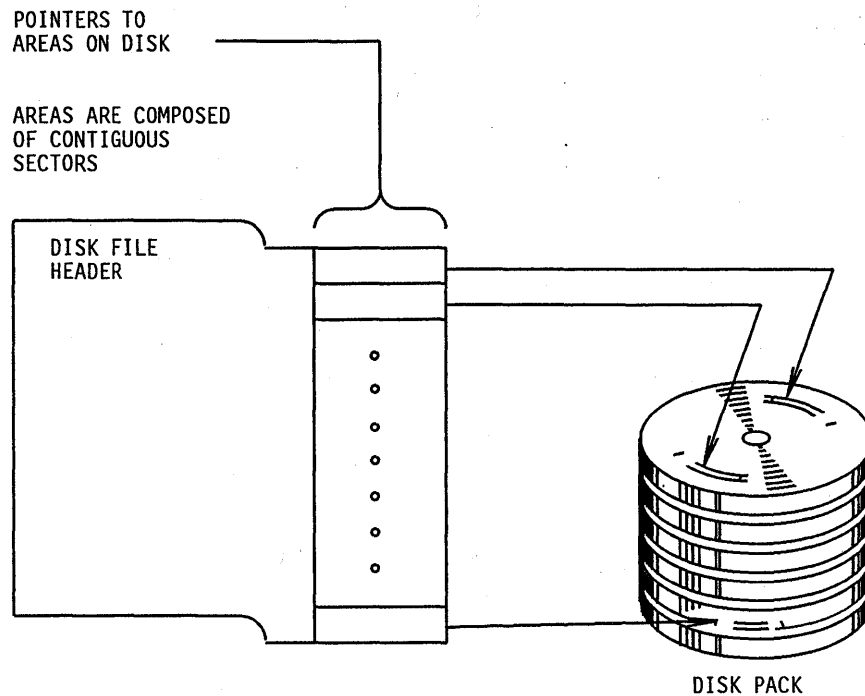 POINTERS TO
AREAS ON DISK
AREAS ARE COMPOSED
OF CONTIGUOUS
SECTORS
DISK FILE
HEADER
DISK PACK